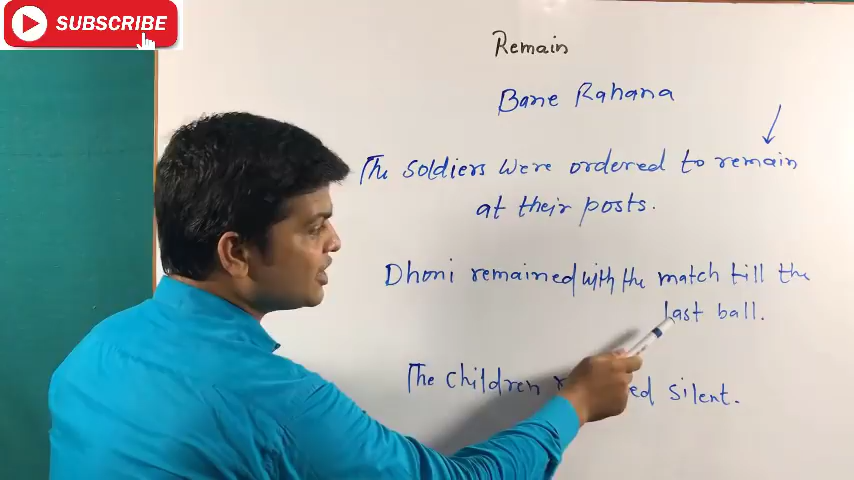 SUBSCRIBE
Remain
Bane Rahana
The soldiers were ordered to remain
at their posts.
Dhoni remained with the match till the
last ball.
The children r ed silent.